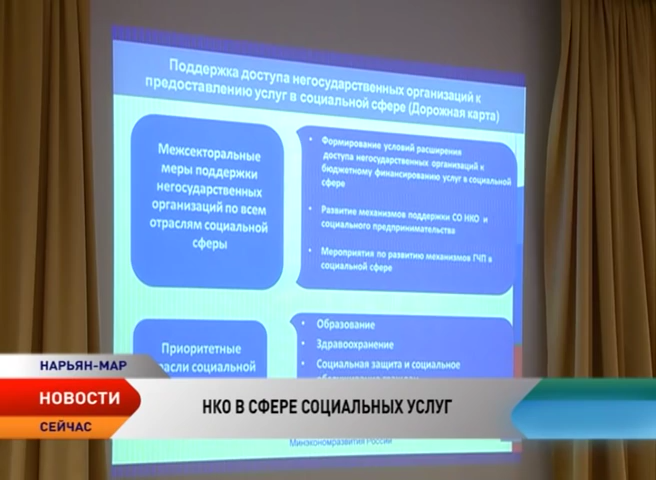 Поддержка доступа негосударственных организаций к
предоставлению услуг в социальной сфере (Дорожная карта)
Межсекторальные
меры поддержки
негосударственных
организаций по всем
отраслям социальной
сферы
• Формирование условий расширения
доступа негосударственных организаций к
бюджетному финансированию услуг в социальной
сфере
• Развитие механизмов поддержки СО НКО и
социального предпринимательства
• Мероприятия по развитию механизмов ГЧП в
социальной сфере
Приоритетные
социальной
• Образование
• Здравоохранение
• Социальная защита и социальное
НАРЬЯН-МАР
НОВОСТИ
СЕЙЧАС
НКО В СФЕРЕ СОЦИАЛЬНЫХ УСЛУГ
Минэкономразвития России